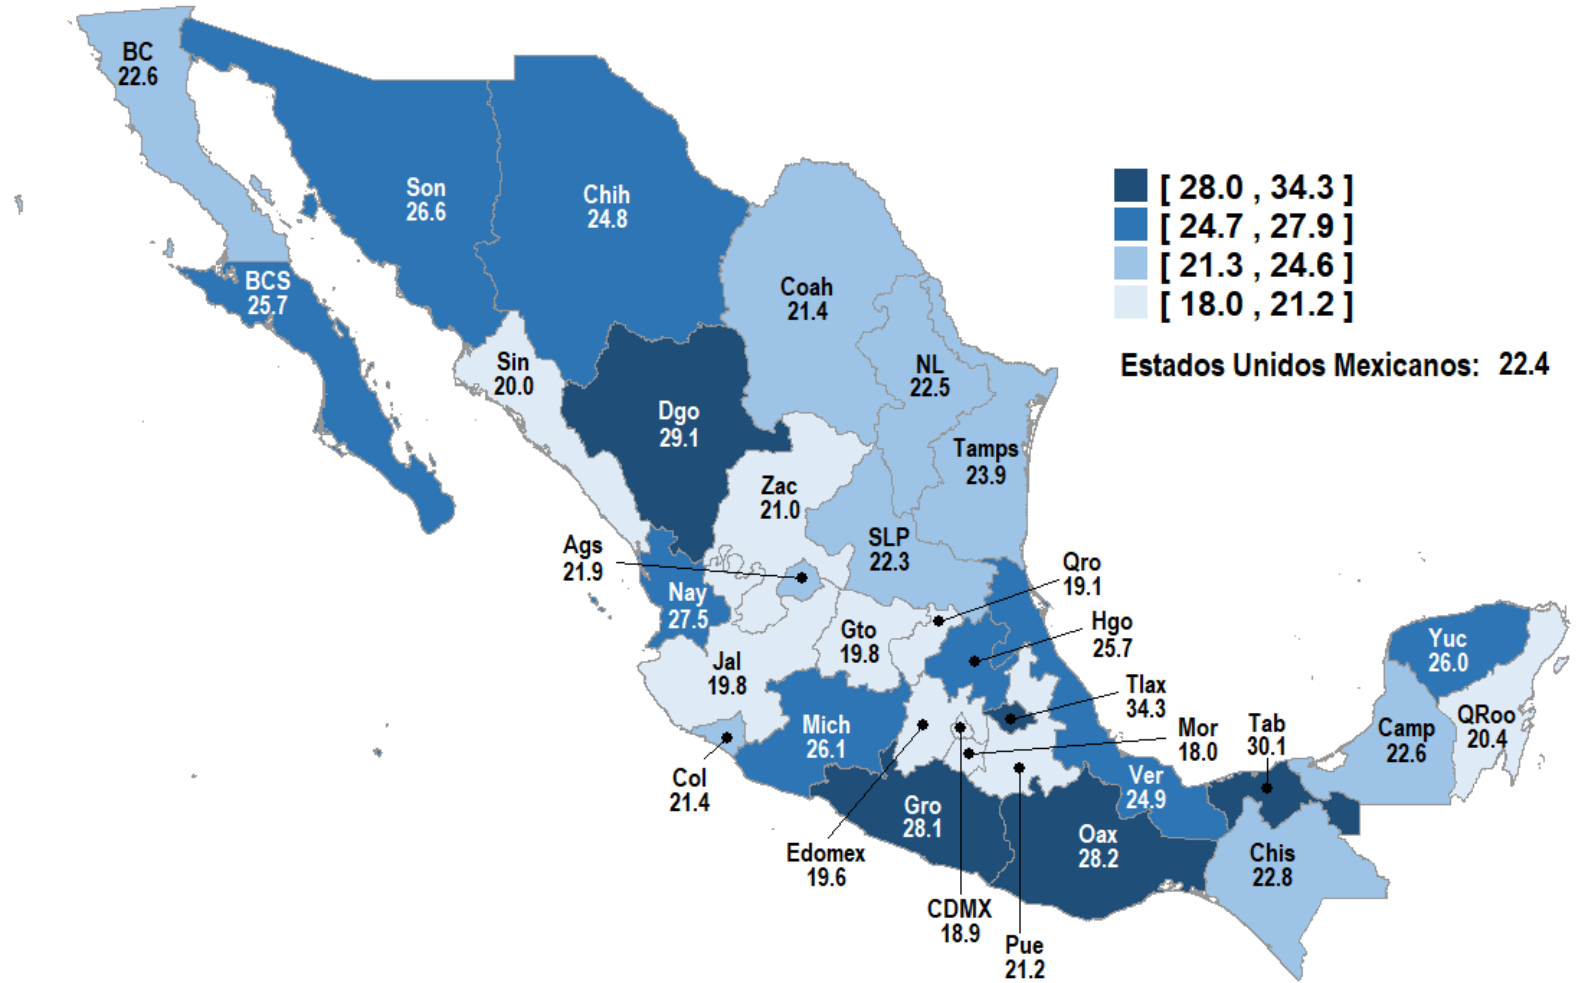 BC
22.6
Son
26.6
Chih
24.8
[ 28.0 , 34.3 ]
[ 24.7 , 27.9 ]
[ 21.3 , 24.6 ]
[ 18.0 , 21.2 ]
Estados Unidos Mexicanos: 22.4
BCS
25.7
Coah
21.4
Sin
20.0
NL
22.5
Dgo
29.1
Tamps
23.9
Zac
21.0
SLP
22.3
Ags
21.9
Qro
19.1
Nay
27.5
Hgo
25.7
Gto
19.8
Yuc
26.0
Jal
19.8
Tlax
34.3
Mich
26.1
Mor
18.0
Tab
30.1
Camp
22.6
QRoo
20.4
Col
21.4
Ver
24.9
Gro
28.1
Oax
28.2
Edomex
19.6
Chis
22.8
CDMX
18.9
Pue
21.2